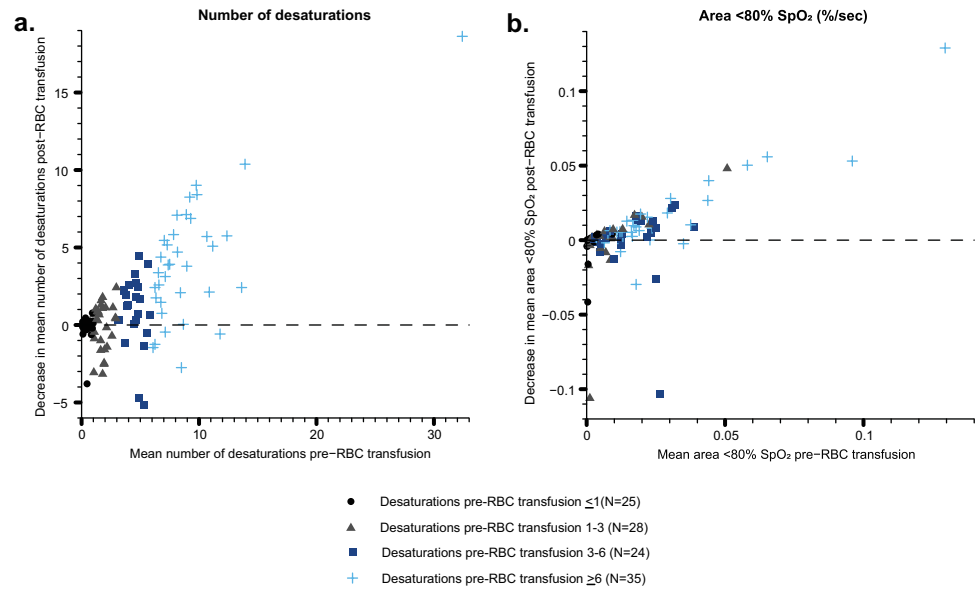 a.
Number of desaturations
Decrease in mean number of desaturations post−RBC transfusion
15
10
5
0
−5
0
10
20
30
Mean number of desaturations pre−RBC transfusion
b.
Area <80% SpO₂ (%/sec)
Decrease in mean area <80% SpO₂ post−RBC transfusion
0.1
0.05
0
−0.05
−0.1
0
0.05
0.1
Mean area <80% SpO₂ pre−RBC transfusion
Desaturations pre-RBC transfusion ≤1(N=25)
Desaturations pre-RBC transfusion 1-3 (N=28)
Desaturations pre-RBC transfusion 3-6 (N=24)
Desaturations pre-RBC transfusion ≥6 (N=35)